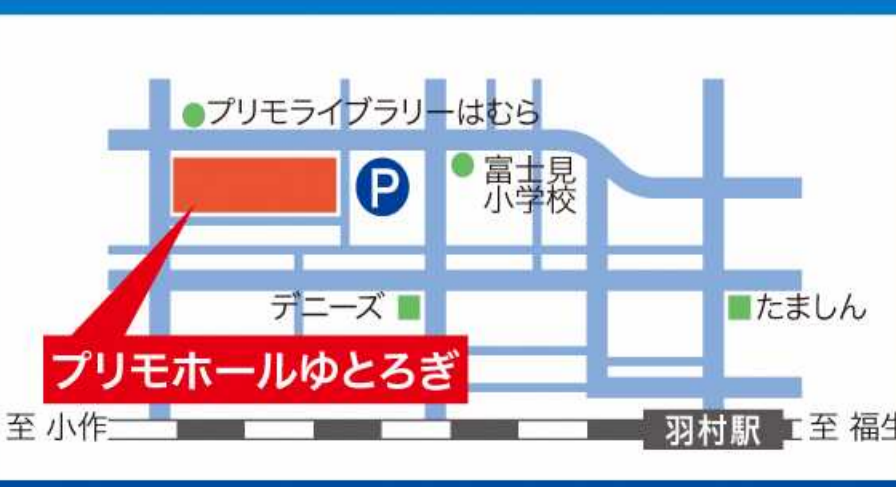 プリモライブラリーはむら
P
富士見
小学校
デニーズ
たましん
プリモホールゆとろぎ
至 小作
羽村駅
至 福生